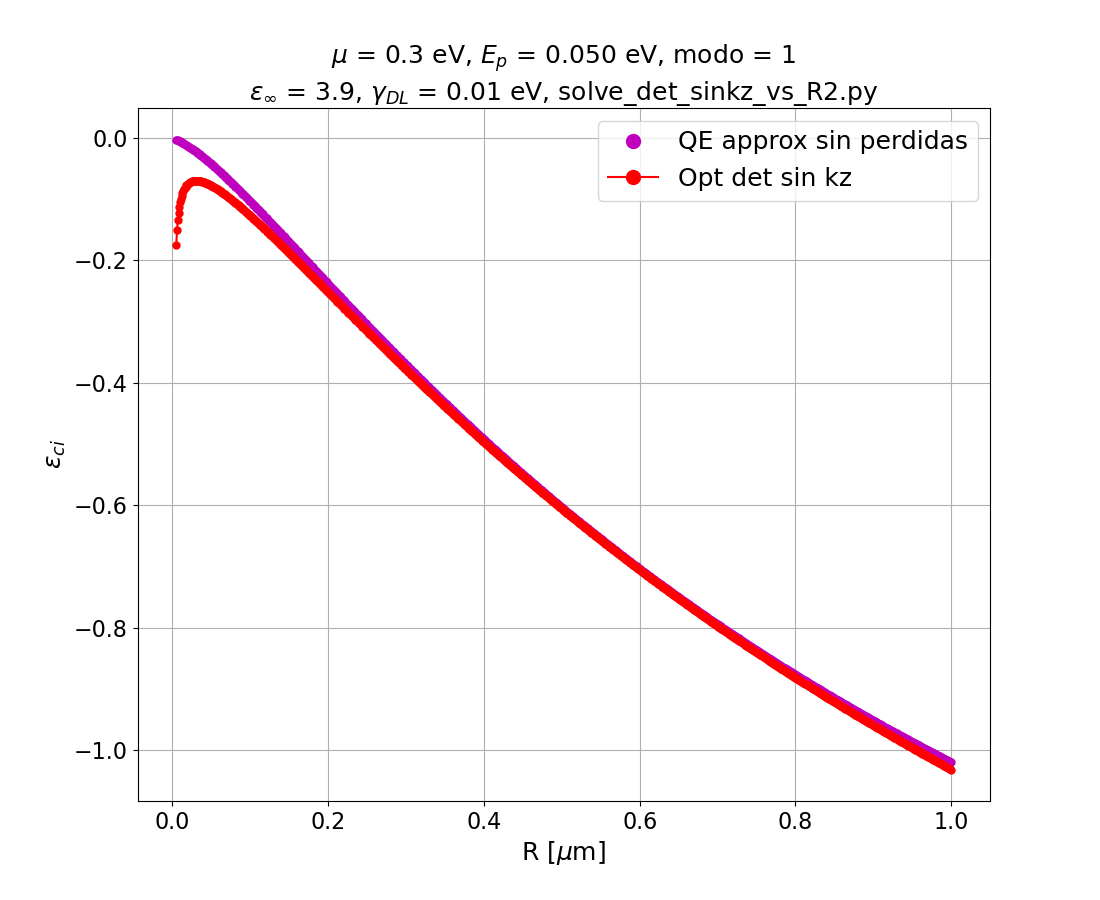 μ = 0.3 eV, E_p = 0.050 eV, modo = 1
ε_∞ = 3.9, γ_DL = 0.01 eV, solve_det_sinkz_vs_R2.py
QE approx sin perdidas
Opt det sin kz
0.0
−0.2
−0.4
−0.6
−0.8
−1.0
ε_ci
0.0 0.2 0.4 0.6 0.8 1.0
R [μm]